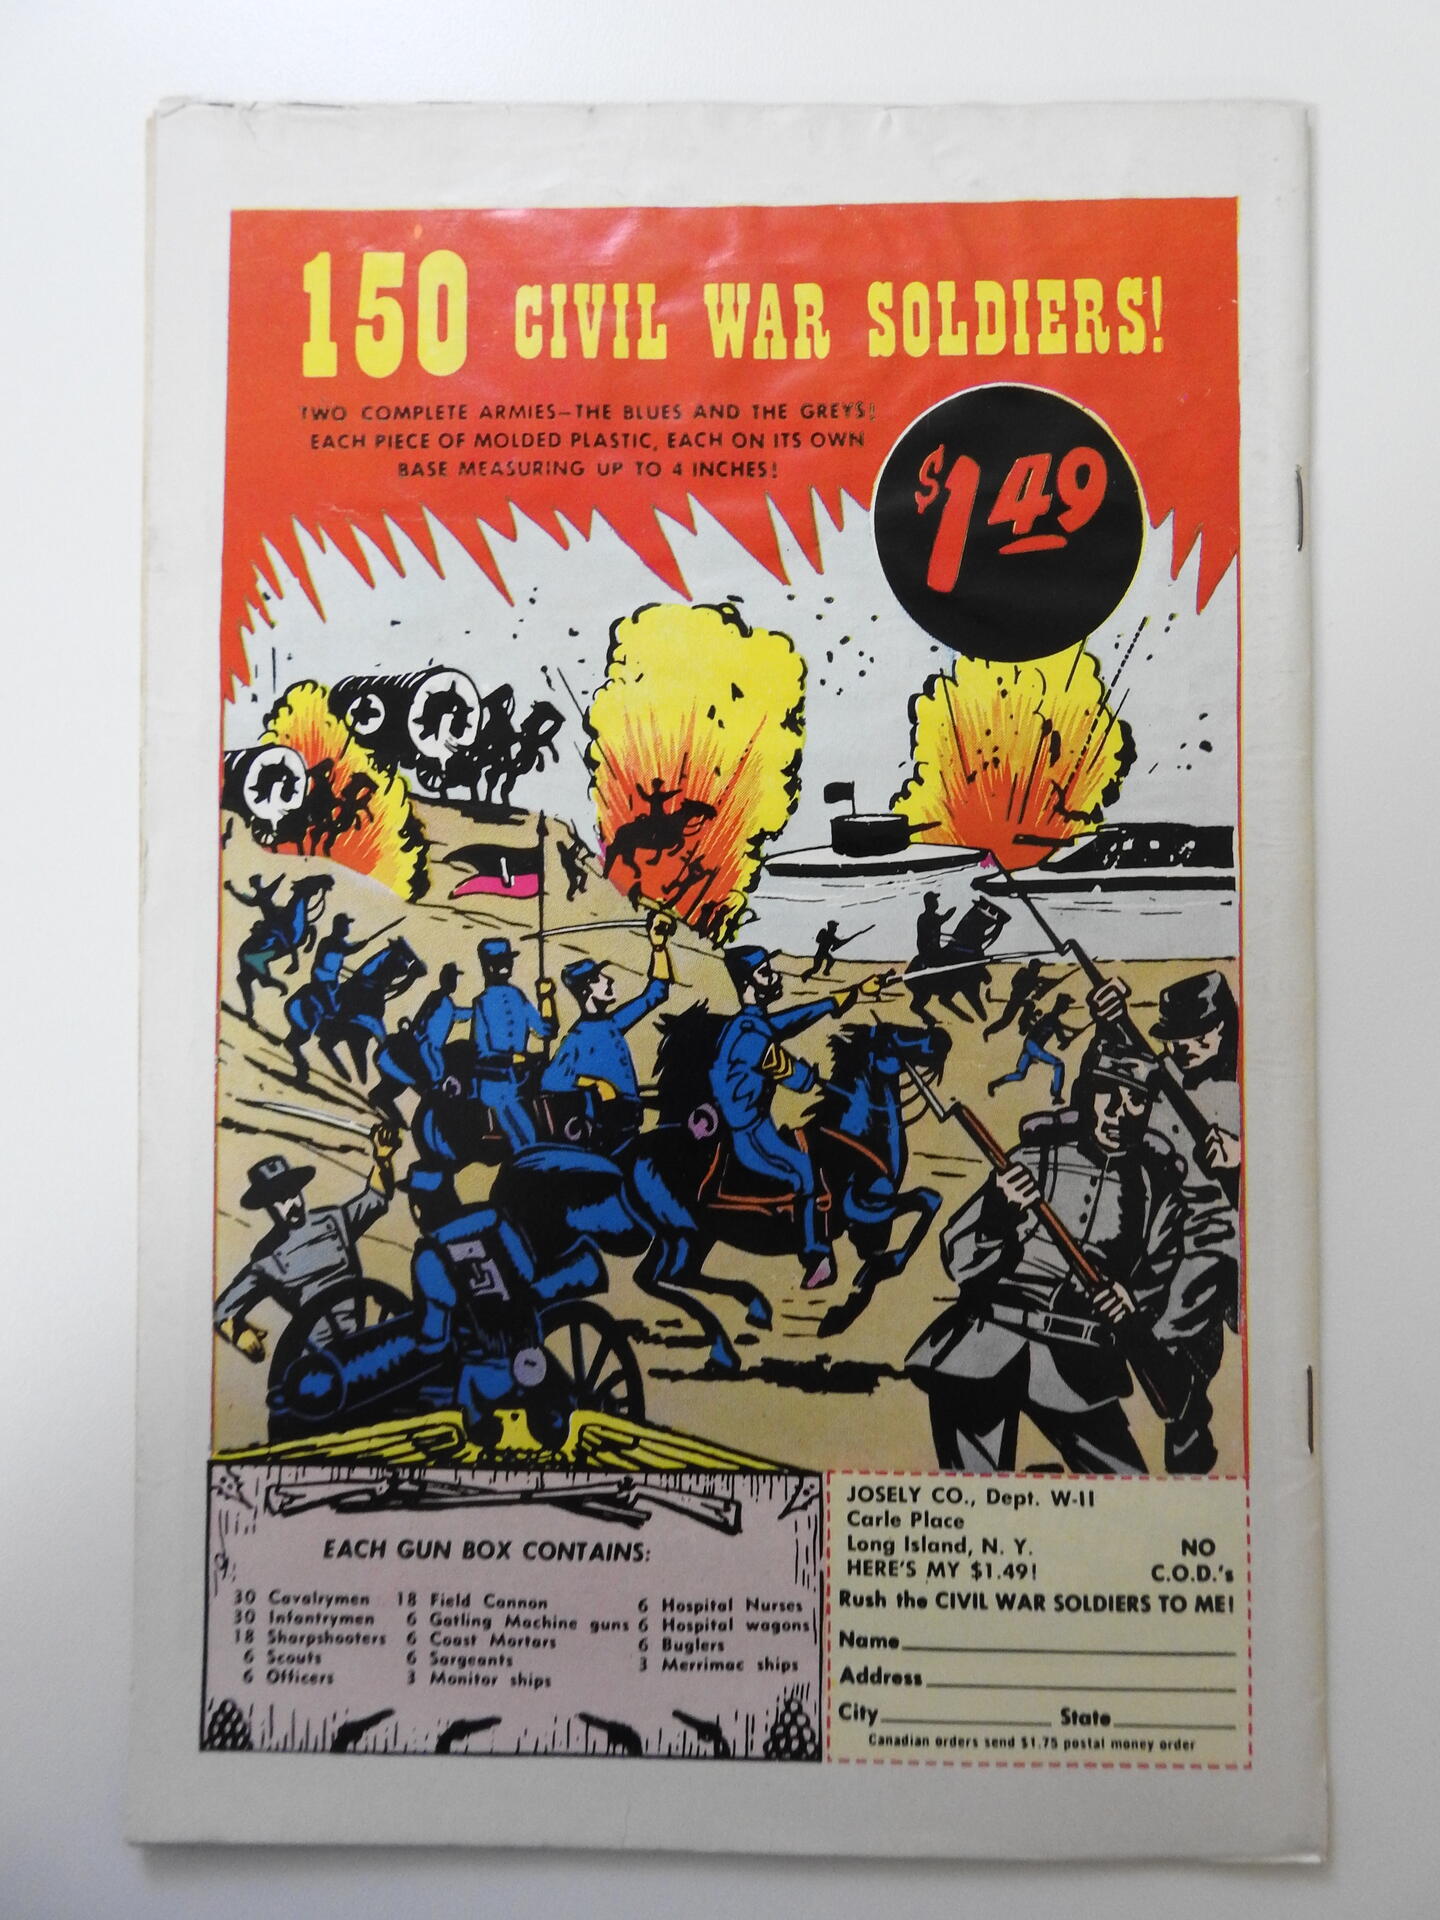 150 CIVIL WAR SOLDIERS!
TWO COMPLETE ARMIES—THE BLUES AND THE GREYS!
EACH PIECE OF MOLDED PLASTIC, EACH ON ITS OWN
BASE MEASURING UP TO 4 INCHES!
$1.49
EACH GUN BOX CONTAINS:
30 Cavalrymen
30 Infantrymen
18 Sharpshooters
6 Scouts
6 Officers
18 Field Cannon
6 Gatling Machine guns
6 Coast Mortars
6 Sargeants
3 Monitor ships
6 Hospital Nurses
6 Hospital wagons
6 Buglers
3 Merrimac ships
JOSELY CO., Dept. W-11
Carle Place
Long Island, N. Y.
HERE'S MY $1.49!
NO
C.O.D.'s
Rush the CIVIL WAR SOLDIERS TO ME!
Name
Address
City State
Canadian orders send $1.75 postal money order